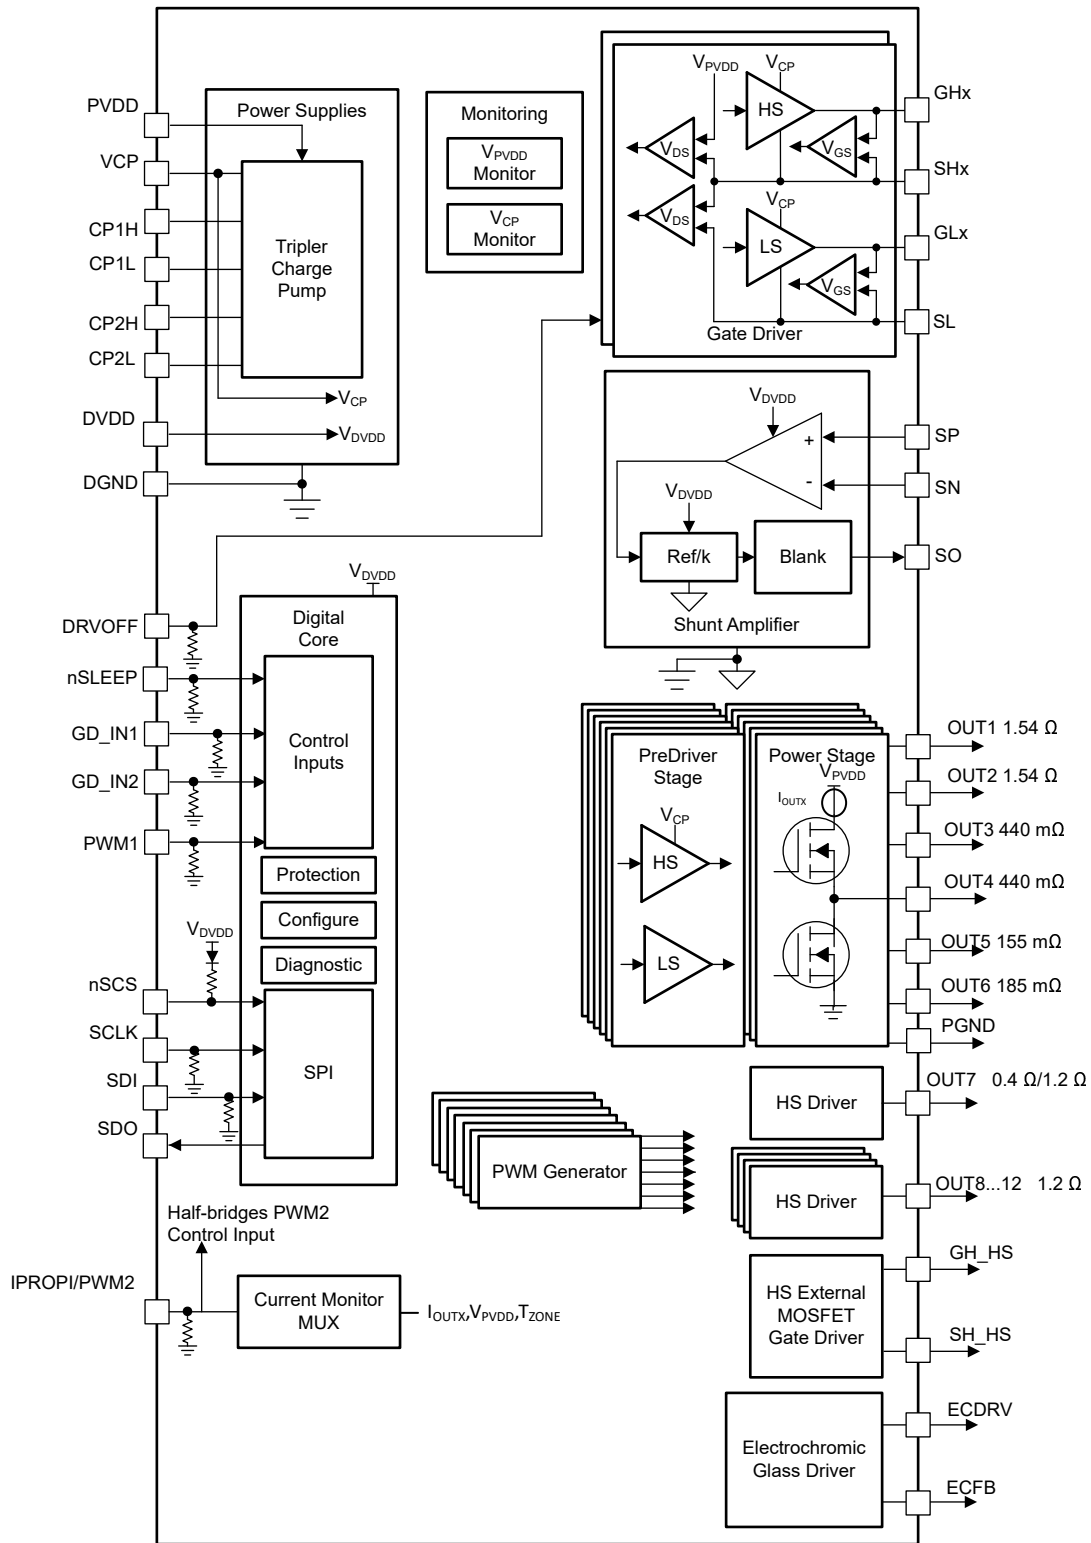 PVDD
VCP
CP1H
CP1L
CP2H
CP2L
DVDD
DGND
Power Supplies
Tripler
Charge
Pump
VCP
VDVDD
Monitoring
VPVDD
Monitor
VCP
Monitor
VPVDD
VCP
HS
VDS
VGS
VDS
VCP
LS
VGS
Gate Driver
GHx
SHx
GLx
SL
VDVDD
+
-
VDVDD
Ref/k
Blank
Shunt Amplifier
SP
SN
SO
DRVOFF
nSLEEP
GD_IN1
GD_IN2
PWM1
VDVDD
nSCS
SCLK
SDI
SDO
VDVDD
Digital
Core
Control
Inputs
Protection
Configure
Diagnostic
SPI
PreDriver
Stage
VCP
HS
LS
Power Stage
VPVDD
IOUTX
OUT1 1.54 Ω
OUT2 1.54 Ω
OUT3 440 mΩ
OUT4 440 mΩ
OUT5 155 mΩ
OUT6 185 mΩ
PGND
HS Driver
OUT7 0.4 Ω/1.2 Ω
PWM Generator
HS Driver
OUT8...12 1.2 Ω
Half-bridges PWM2
Control Input
IPROPI/PWM2
Current Monitor
MUX
IOUTX,VPVDD,TZONE
HS External
MOSFET
Gate Driver
GH_HS
SH_HS
Electrochromic
Glass Driver
ECDRV
ECFB